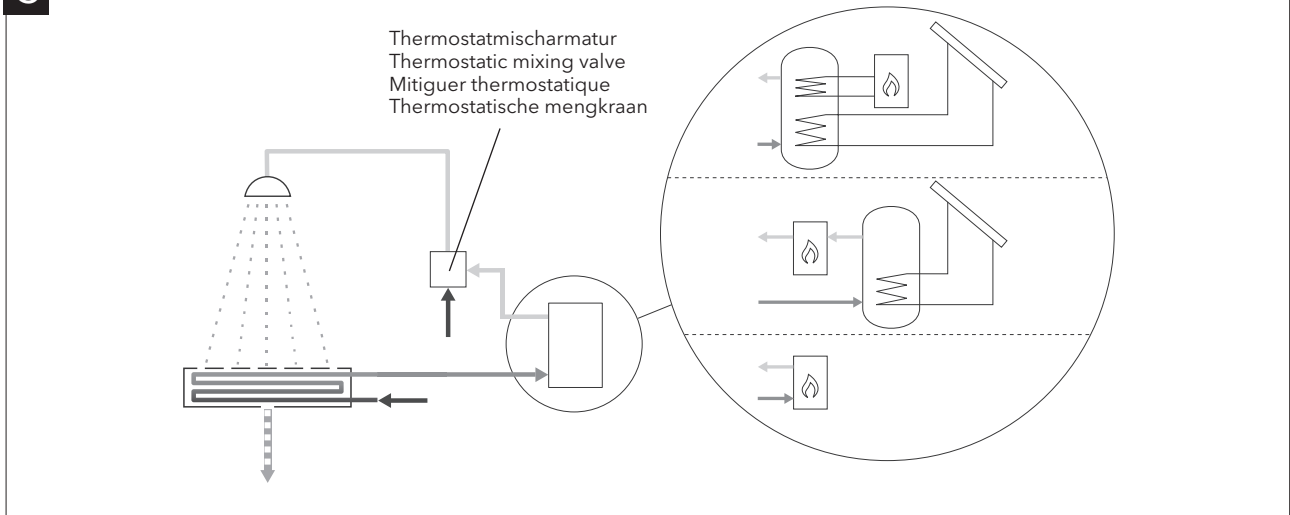 Thermostatmischarmatur
Thermostatic mixing valve
Mitiguer thermostatique
Thermostatische mengkraan